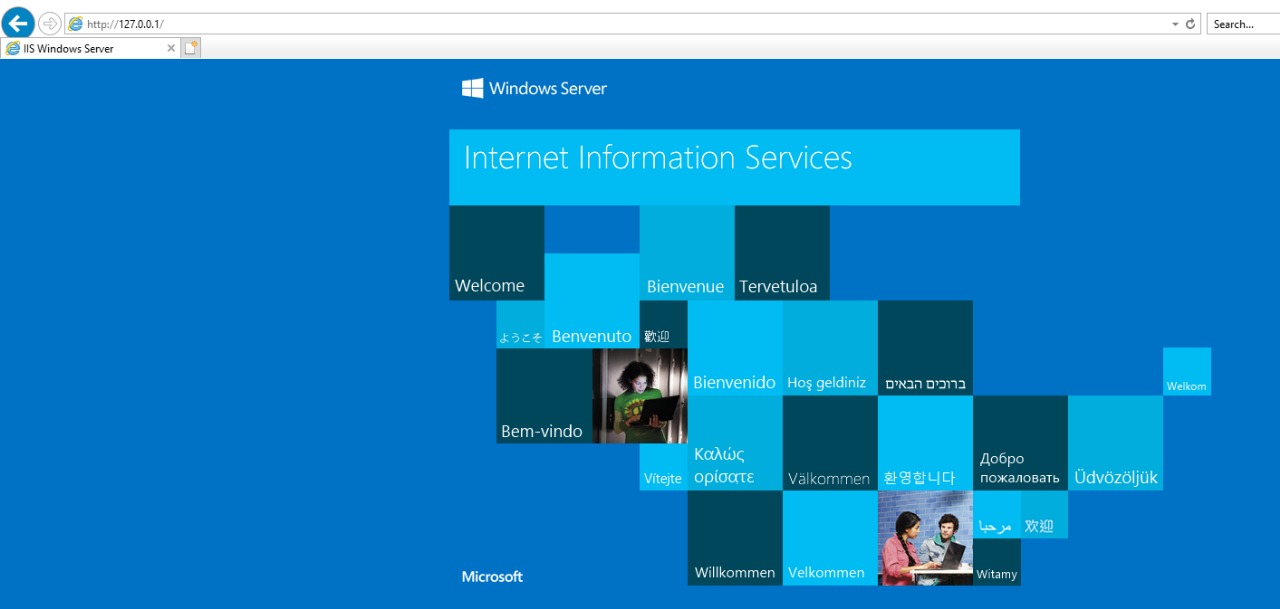 http://127.0.0.1/
Search...
IIS Windows Server
Windows Server
Internet Information Services
Welcome
Bienvenue
Tervetuloa
ようこそ
Benvenuto
歡迎
Bienvenido
Hoş geldiniz
ברוכים הבאים
Welkom
Bem-vindo
Vítejte
Καλώς
ορίσατε
Välkommen
환영합니다
Добро
пожаловать
Üdvözöljük
مرحبا
欢迎
Microsoft
Willkommen
Velkommen
Witamy